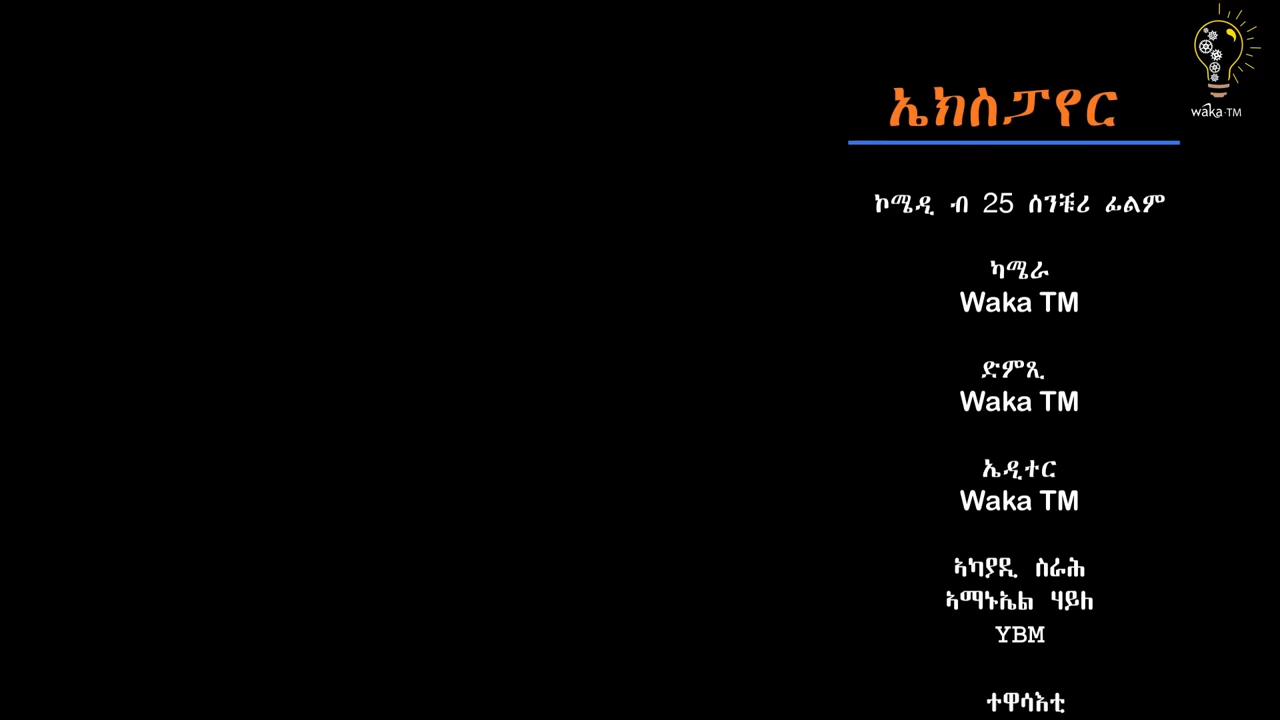 ኤክስፓየር
waka-TM
ኮሜዲ ብ 25 ሰንቹሪ ፊልም
ካሜራ
Waka TM
ድምጺ
Waka TM
ኤዲተር
Waka TM
ኣካያዲ ስራሕ
ኣማኑኤል ሃይለ
YBM
ተዋሳእቲ